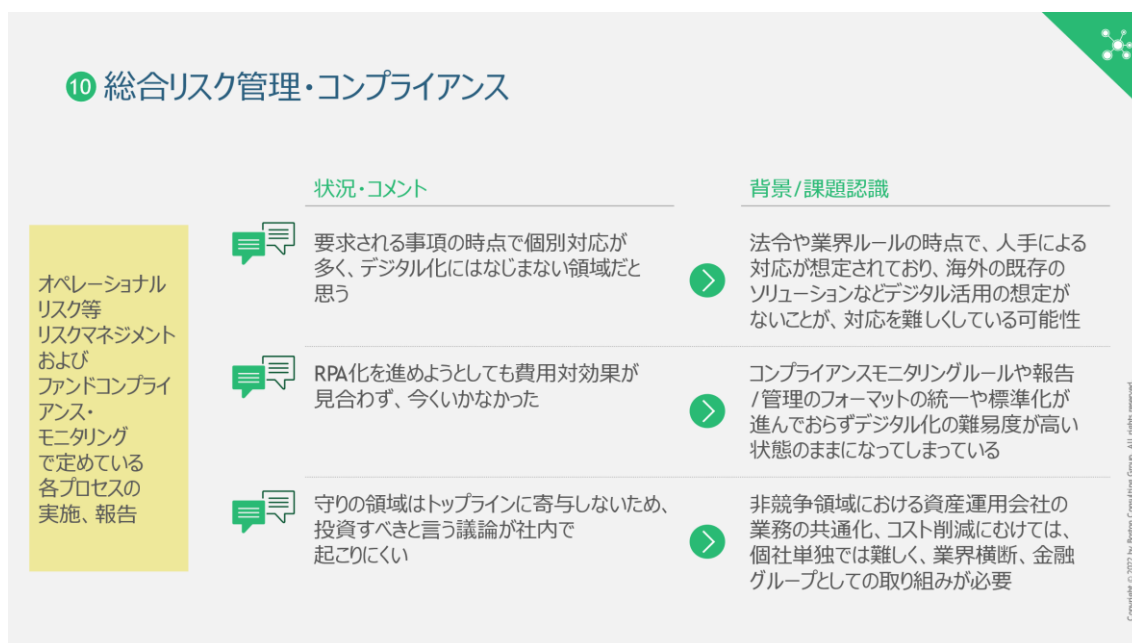 10 総合リスク管理・コンプライアンス
状況・コメント
背景/課題認識
オペレーショナル
リスク等
リスクマネジメント
および
ファンドコンプライ
アンス・
モニタリング
で定めている
各プロセスの
実施、報告
要求される事項の時点で個別対応が
多く、デジタル化にはなじまない領域だと
思う
法令や業界ルールの時点で、人手による
対応が想定されており、海外の既存の
ソリューションなどデジタル活用の想定が
ないことが、対応を難しくしている可能性
RPA化を進めようとしても費用対効果が
見合わず、今くいかなかった
コンプライアンスモニタリングルールや報告
/管理のフォーマットの統一や標準化が
進んでおらずデジタル化の難易度が高い
状態のままになってしまっている
守りの領域はトップラインに寄与しないため、
投資すべきと言う議論が社内で
起こりにくい
非競争領域における資産運用会社の
業務の共通化、コスト削減にむけては、
個社単独では難しく、業界横断、金融
グループとしての取り組みが必要
Copyright © 2022 by Boston Consulting Group. All rights reserved.